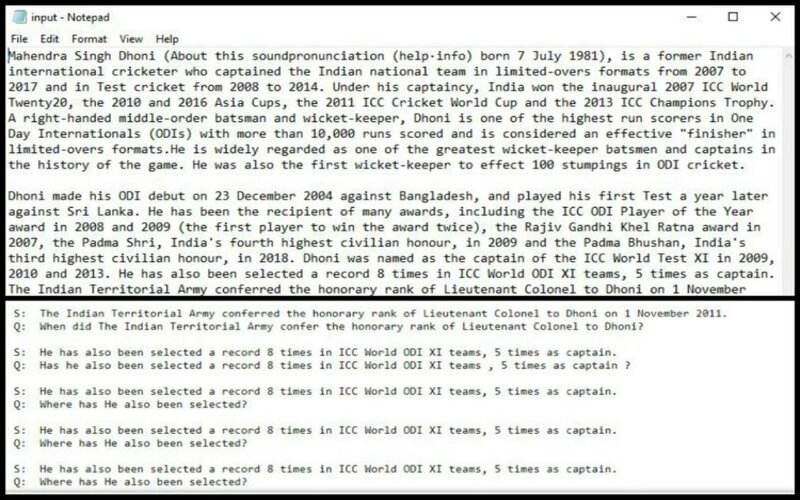 input - Notepad
File Edit Format View Help
Mahendra Singh Dhoni (About this soundpronunciation (help·info) born 7 July 1981), is a former Indian
international cricketer who captained the Indian national team in limited-overs formats from 2007 to
2017 and in Test cricket from 2008 to 2014. Under his captaincy, India won the inaugural 2007 ICC World
Twenty20, the 2010 and 2016 Asia Cups, the 2011 ICC Cricket World Cup and the 2013 ICC Champions Trophy.
A right-handed middle-order batsman and wicket-keeper, Dhoni is one of the highest run scorers in One
Day Internationals (ODIs) with more than 10,000 runs scored and is considered an effective "finisher" in
limited-overs formats.He is widely regarded as one of the greatest wicket-keeper batsmen and captains in
the history of the game. He was also the first wicket-keeper to effect 100 stumpings in ODI cricket.
Dhoni made his ODI debut on 23 December 2004 against Bangladesh, and played his first Test a year later
against Sri Lanka. He has been the recipient of many awards, including the ICC ODI Player of the Year
award in 2008 and 2009 (the first player to win the award twice), the Rajiv Gandhi Khel Ratna award in
2007, the Padma Shri, India's fourth highest civilian honour, in 2009 and the Padma Bhushan, India's
third highest civilian honour, in 2018. Dhoni was named as the captain of the ICC World Test XI in 2009,
2010 and 2013. He has also been selected a record 8 times in ICC World ODI XI teams, 5 times as captain.
The Indian Territorial Army conferred the honorary rank of Lieutenant Colonel to Dhoni on 1 November
S: The Indian Territorial Army conferred the honorary rank of Lieutenant Colonel to Dhoni on 1 November 2011.
Q: When did The Indian Territorial Army confer the honorary rank of Lieutenant Colonel to Dhoni?
S: He has also been selected a record 8 times in ICC World ODI XI teams, 5 times as captain.
Q: Has he also been selected a record 8 times in ICC World ODI XI teams , 5 times as captain ?
S: He has also been selected a record 8 times in ICC World ODI XI teams, 5 times as captain.
Q: Where has He also been selected?
S: He has also been selected a record 8 times in ICC World ODI XI teams, 5 times as captain.
Q: Where has He also been selected?
S: He has also been selected a record 8 times in ICC World ODI XI teams, 5 times as captain.
Q: Where has He also been selected?